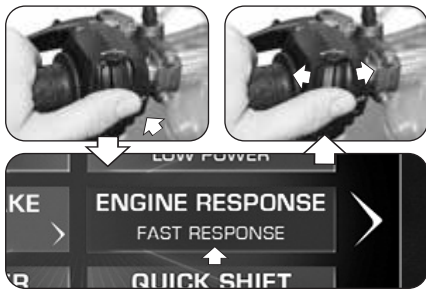 LOW POWER
KE
ENGINE RESPONSE
FAST RESPONSE
QUICK SHIFT